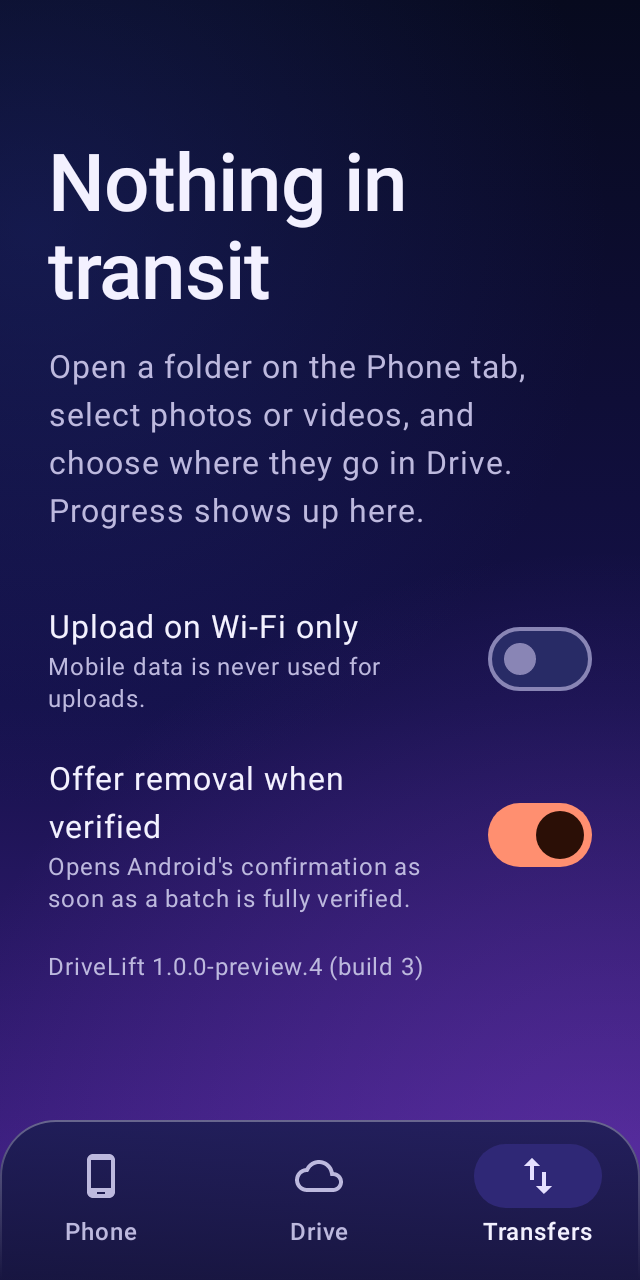 Nothing in
transit
Open a folder on the Phone tab,
select photos or videos, and
choose where they go in Drive.
Progress shows up here.
Upload on Wi-Fi only
Mobile data is never used for
uploads.
Offer removal when
verified
Opens Android's confirmation as
soon as a batch is fully verified.
DriveLift 1.0.0-preview.4 (build 3)
Phone
Drive
Transfers